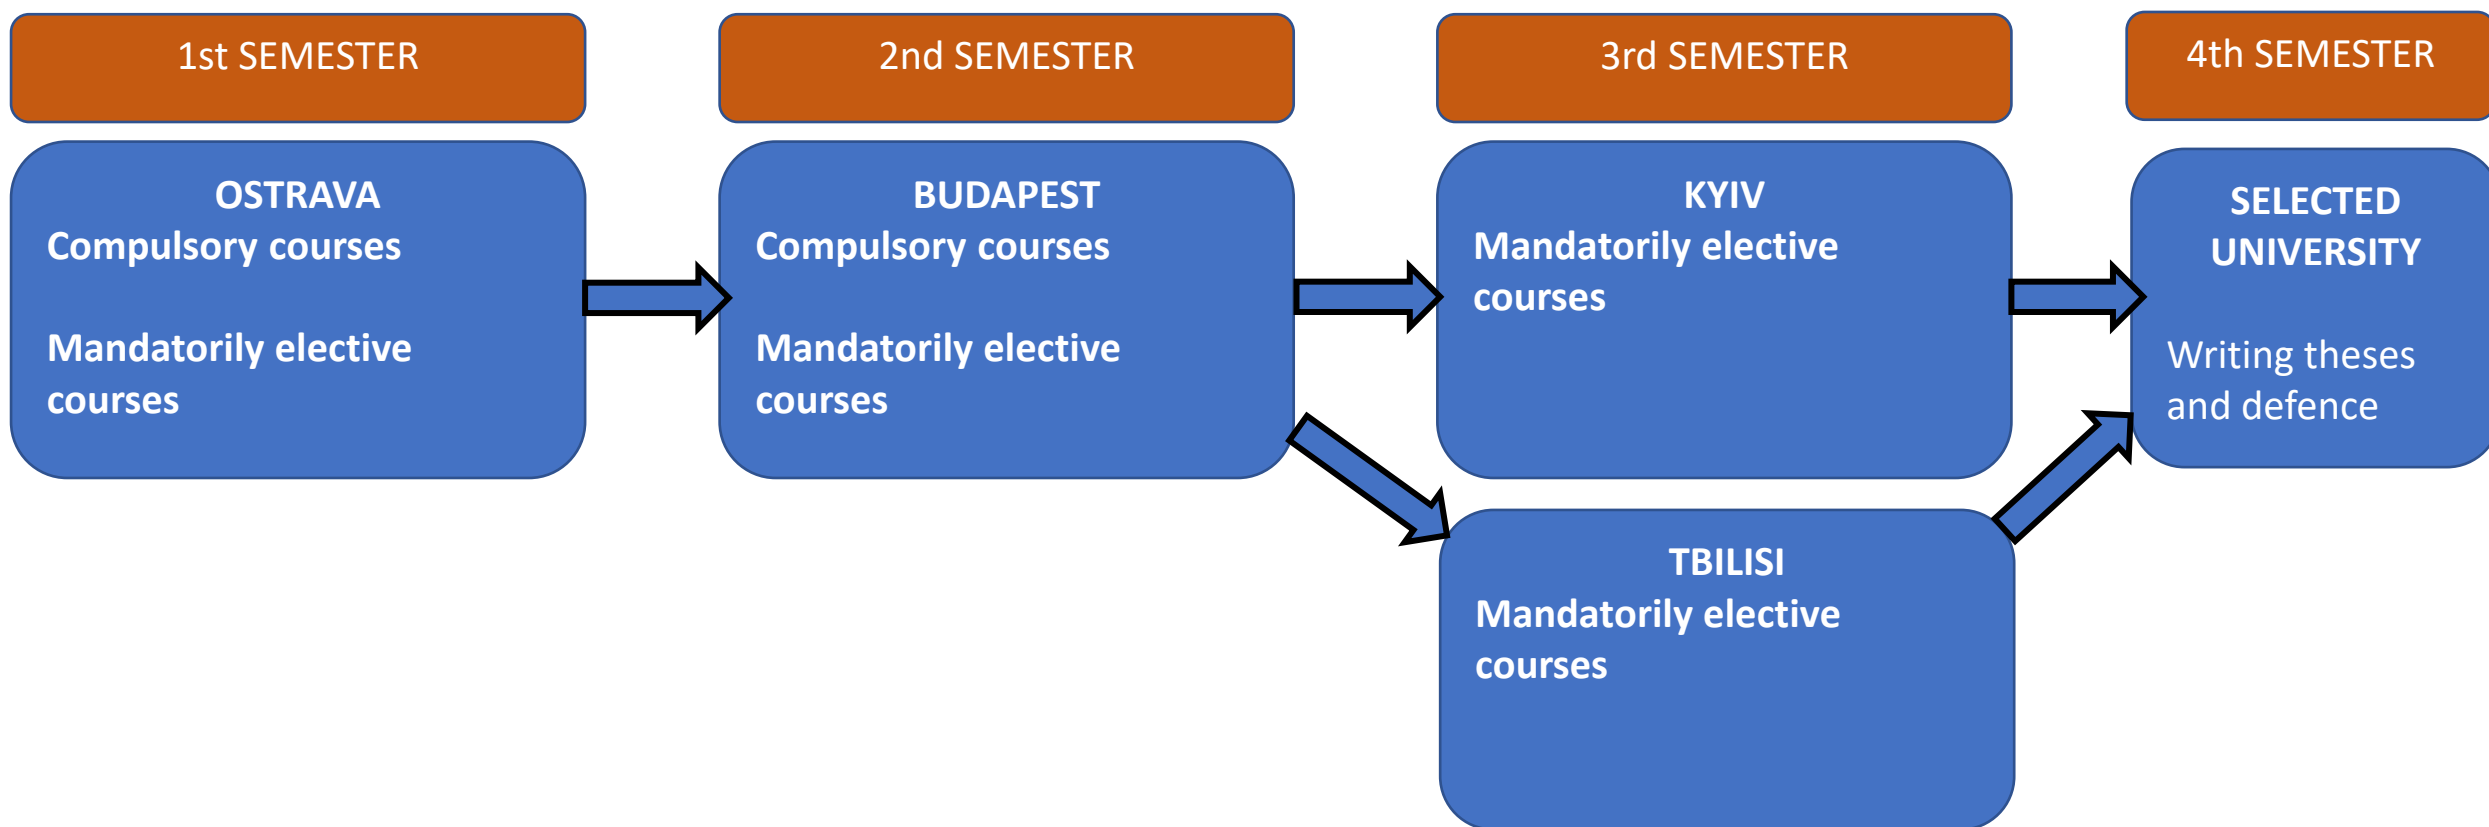 1st SEMESTER
2nd SEMESTER
3rd SEMESTER
4th SEMESTER
OSTRAVA
Compulsory courses
Mandatorily elective
courses
BUDAPEST
Compulsory courses
Mandatorily elective
courses
KYIV
Mandatorily elective
courses
TBILISI
Mandatorily elective
courses
SELECTED
UNIVERSITY
Writing theses
and defence